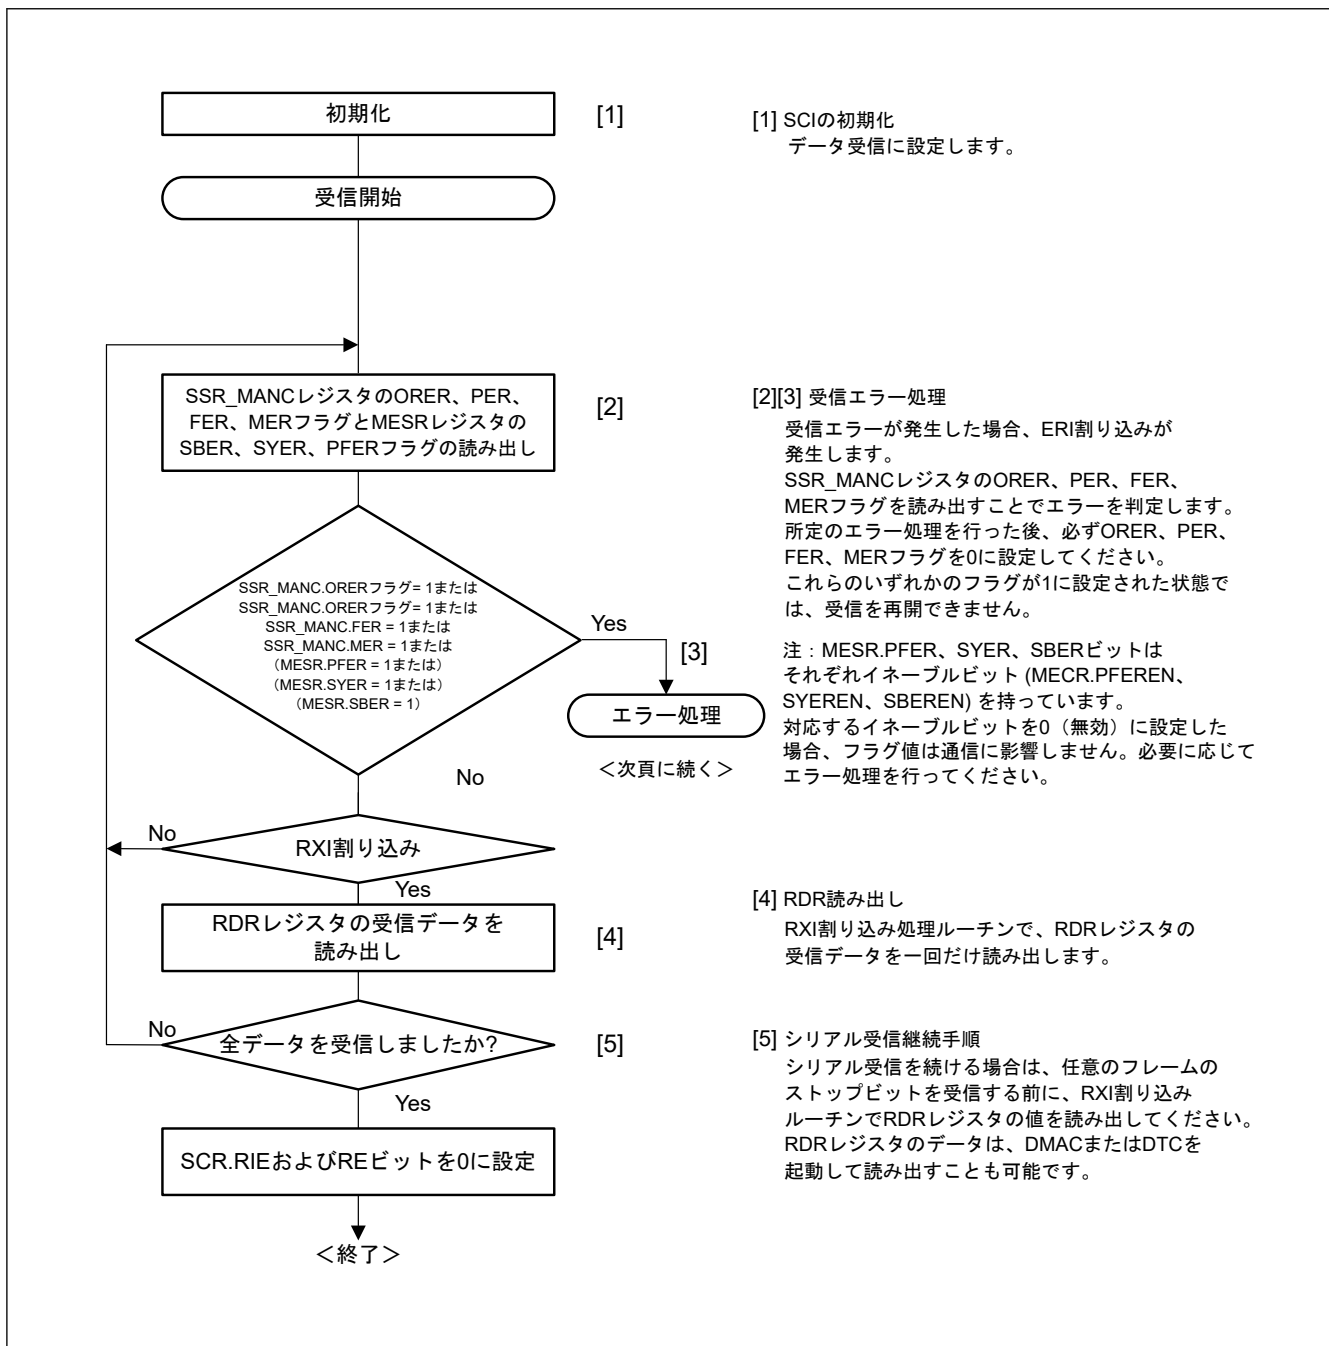 初期化
[1]
[1] SCIの初期化
データ受信に設定します。
受信開始
SSR_MANCレジスタのORER、PER、
FER、MERフラグとMESRレジスタの
SBER、SYER、PFERフラグの読み出し
[2]
[2][3] 受信エラー処理
受信エラーが発生した場合、ERI割り込みが
発生します。
SSR_MANCレジスタのORER、PER、FER、
MERフラグを読み出すことでエラーを判定します。
所定のエラー処理を行った後、必ずORER、PER、
FER、MERフラグを0に設定してください。
これらのいずれかのフラグが1に設定された状態で
は、受信を再開できません。
注：MESR.PFER、SYER、SBERビットは
それぞれイネーブルビット (MECR.PFEREN、
SYEREN、SBEREN) を持っています。
対応するイネーブルビットを0（無効）に設定した
場合、フラグ値は通信に影響しません。必要に応じて
エラー処理を行ってください。
SSR_MANC.ORERフラグ= 1または
SSR_MANC.ORERフラグ= 1または
SSR_MANC.FER = 1または
SSR_MANC.MER = 1または
（MESR.PFER = 1または）
（MESR.SYER = 1または）
（MESR.SBER = 1）
Yes
[3]
エラー処理
＜次頁に続く＞
No
RXI割り込み
No
Yes
RDRレジスタの受信データを
読み出し
[4]
[4] RDR読み出し
RXI割り込み処理ルーチンで、RDRレジスタの
受信データを一回だけ読み出します。
全データを受信しましたか?
No
[5]
[5] シリアル受信継続手順
シリアル受信を続ける場合は、任意のフレームの
ストップビットを受信する前に、RXI割り込み
ルーチンでRDRレジスタの値を読み出してください。
RDRレジスタのデータは、DMACまたはDTCを
起動して読み出すことも可能です。
Yes
SCR.RIEおよびREビットを0に設定
＜終了＞